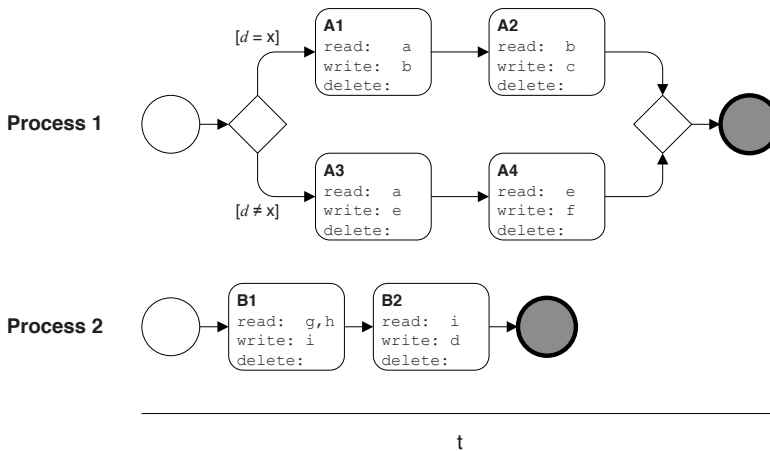 Process 1
[d = x]
A1
read: a
write: b
delete:
A2
read: b
write: c
delete:
[d ≠ x]
A3
read: a
write: e
delete:
A4
read: e
write: f
delete:
Process 2
B1
read: g,h
write: i
delete:
B2
read: i
write: d
delete:
t